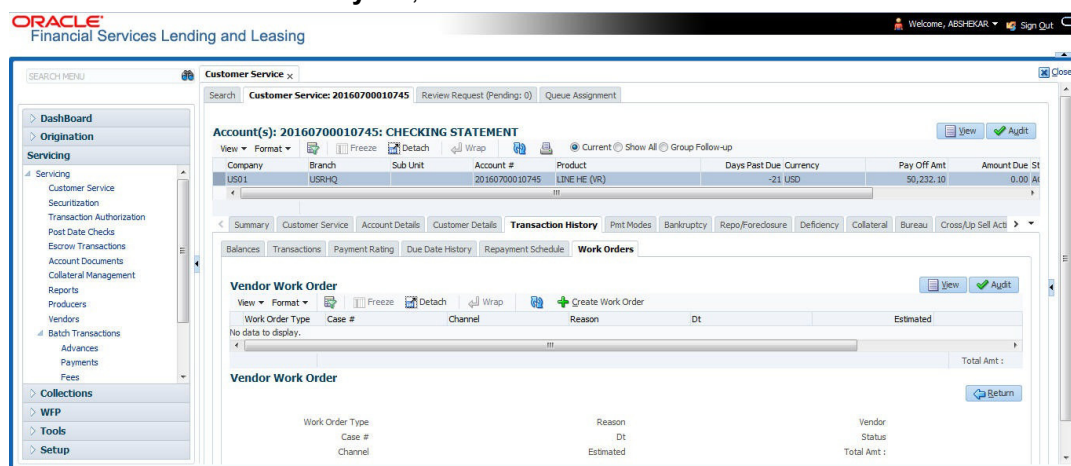 ORACLE
Financial Services Lending and Leasing
Welcome, ABSHEKAR Sign Out
SEARCH MENU
Customer Service x
Close
Search Customer Service: 20160700010745 Review Request (Pending: 0) Queue Assignment
DashBoard
Origination
Servicing
Servicing
Customer Service
Securitization
Transaction Authorization
Post Date Checks
Escrow Transactions
Account Documents
Collateral Management
Reports
Producers
Vendors
Batch Transactions
Advances
Payments
Fees
Collections
WFP
Tools
Setup
Account(s): 20160700010745: CHECKING STATEMENT
View Audit
View Format Freeze Detach Wrap Current Show All Group Follow-up
Company Branch Sub Unit Account # Product Days Past Due Currency Pay Off Amt Amount Due St
US01 USRHQ 20160700010745 LINE HE (VR) -21 USD 50,232.10 0.00 AC
Summary Customer Service Account Details Customer Details Transaction History Pmt Modes Bankruptcy Repo/Foreclosure Deficiency Collateral Bureau Cross/Up Sell Acti
Balances Transactions Payment Rating Due Date History Repayment Schedule Work Orders
Vendor Work Order
View Audit
View Format Freeze Detach Wrap Create Work Order
Work Order Type Case # Channel Reason Dt Estimated
No data to display.
Total Amt :
Vendor Work Order
Return
Work Order Type Reason Vendor
Case # Dt Status
Channel Estimated Total Amt :